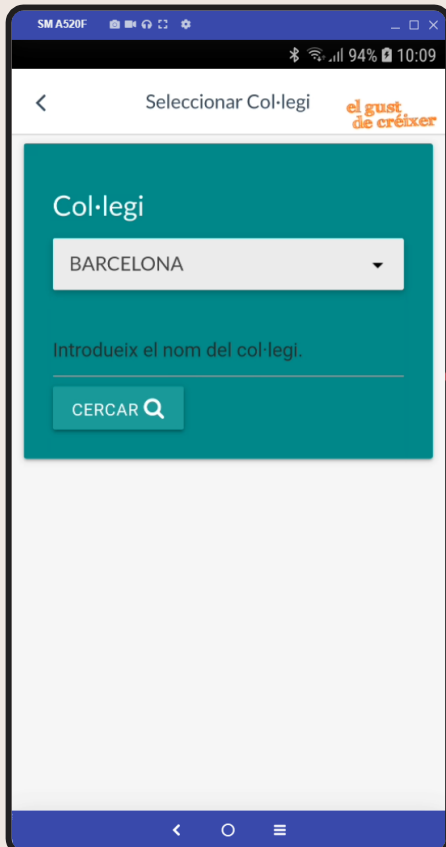 SM A520F
94% 10:09
Seleccionar Col·legi
el gust
de créixer
Col·legi
BARCELONA
Introdueix el nom del col·legi.
CERCAR